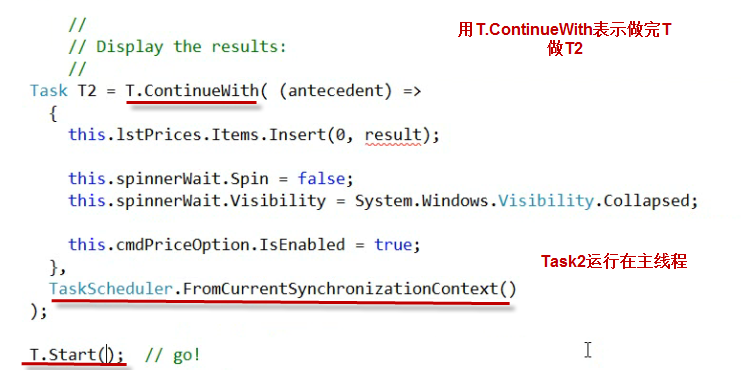 //
// Display the results:
//
用T.ContinueWith表示做完T
做T2
Task T2 = T.ContinueWith( (antecedent) =>
{
this.lstPrices.Items.Insert(0, result);
this.spinnerWait.Spin = false;
this.spinnerWait.Visibility = System.Windows.Visibility.Collapsed;
this.cmdPriceOption.IsEnabled = true;
},
Task2运行在主线程
TaskScheduler.FromCurrentSynchronizationContext()
);
T.Start(); // go!